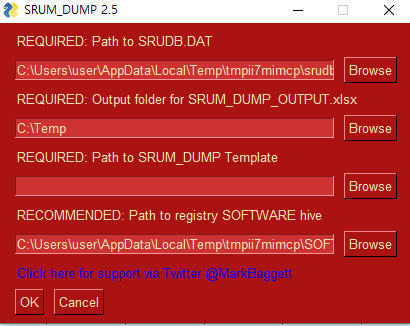 SRUM_DUMP 2.5
REQUIRED: Path to SRUDB.DAT
C:\Users\user\AppData\Local\Temp\tmpii7mimcp\srudb
Browse
REQUIRED: Output folder for SRUM_DUMP_OUTPUT.xlsx
C:\Temp
Browse
REQUIRED: Path to SRUM_DUMP Template
Browse
RECOMMENDED: Path to registry SOFTWARE hive
C:\Users\user\AppData\Local\Temp\tmpii7mimcp\SOFT
Browse
Click here for support via Twitter @MarkBaggett
OK
Cancel